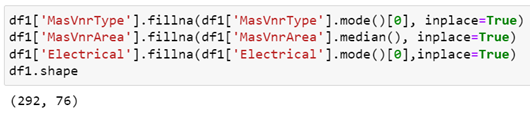 df1['MasVnrType'].fillna(df1['MasVnrType'].mode()[0], inplace=True)
df1['MasVnrArea'].fillna(df1['MasVnrArea'].median(), inplace=True)
df1['Electrical'].fillna(df1['Electrical'].mode()[0],inplace=True)
df1.shape
(292, 76)